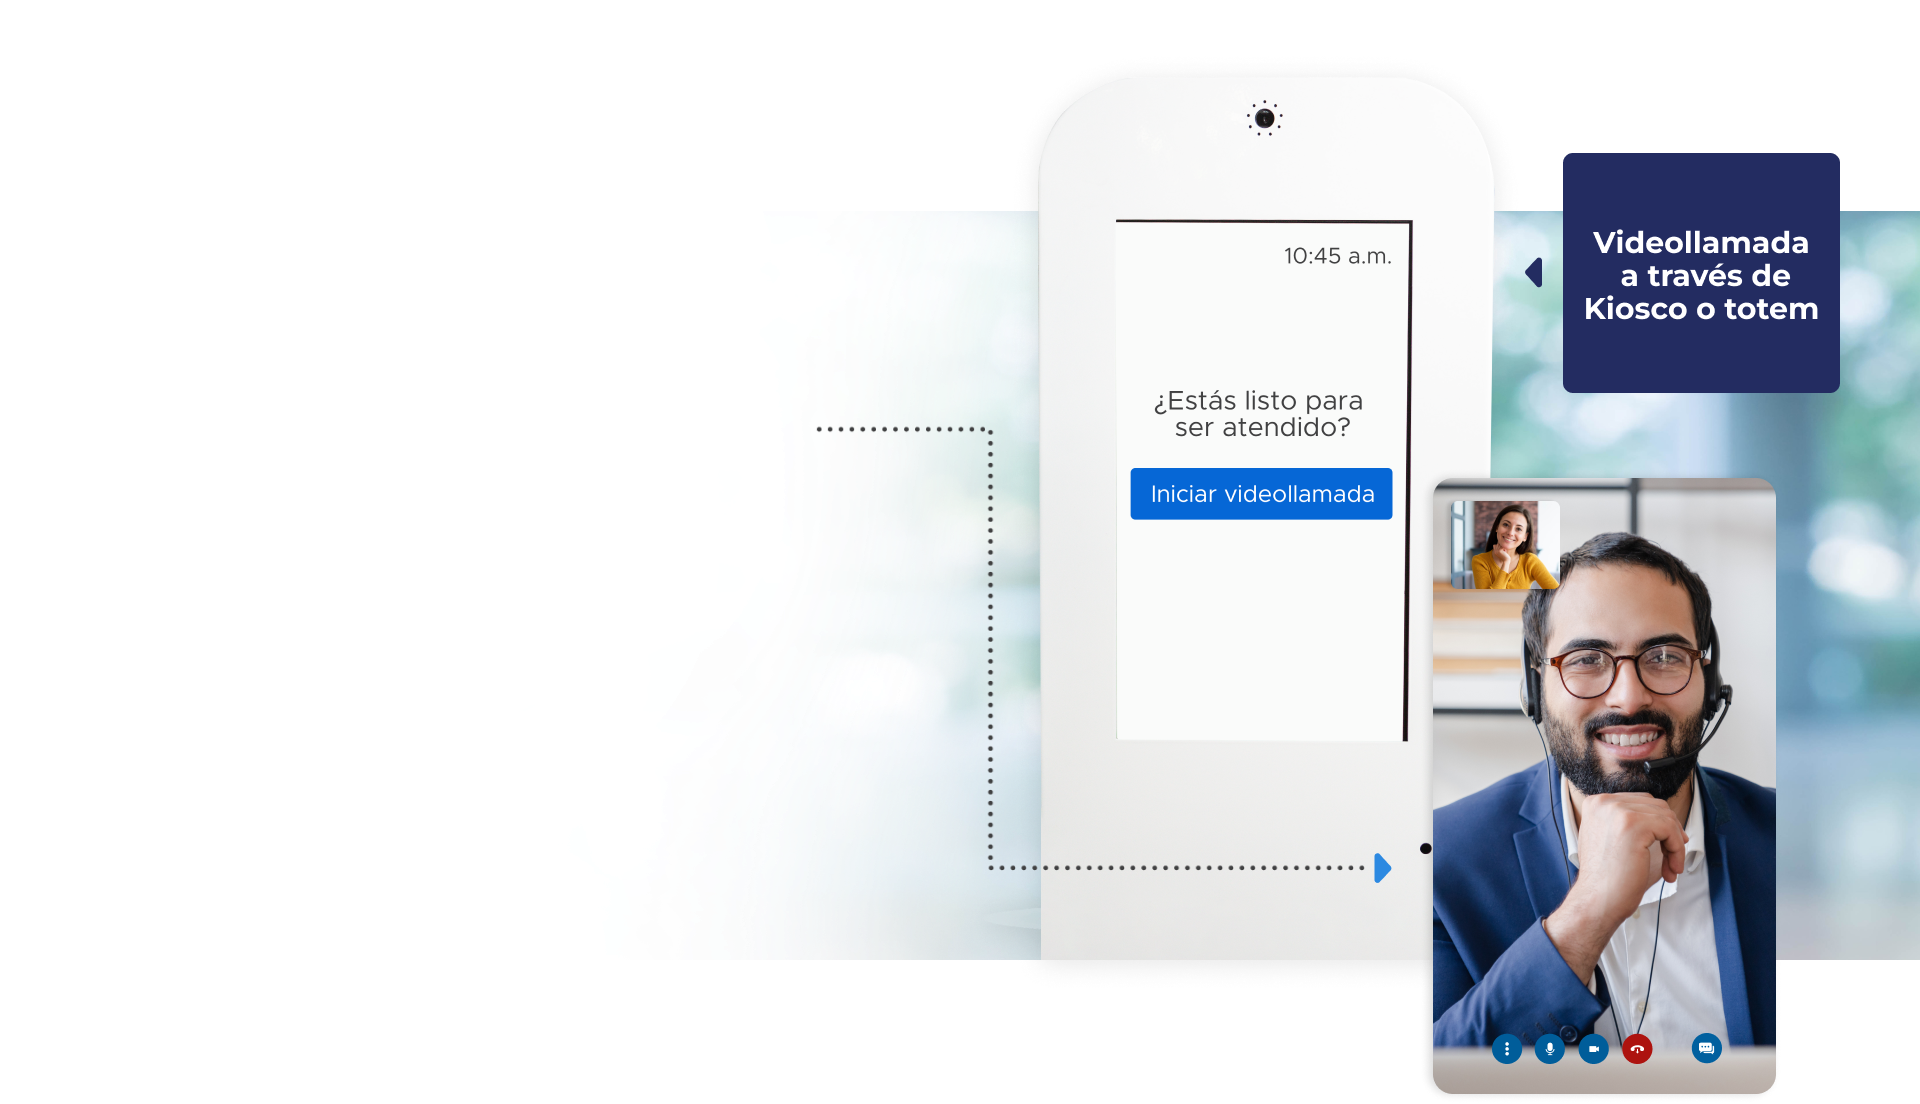 10:45 a.m.
¿Estás listo para
ser atendido?
Iniciar videollamada
Videollamada
a través de
Kiosco o totem